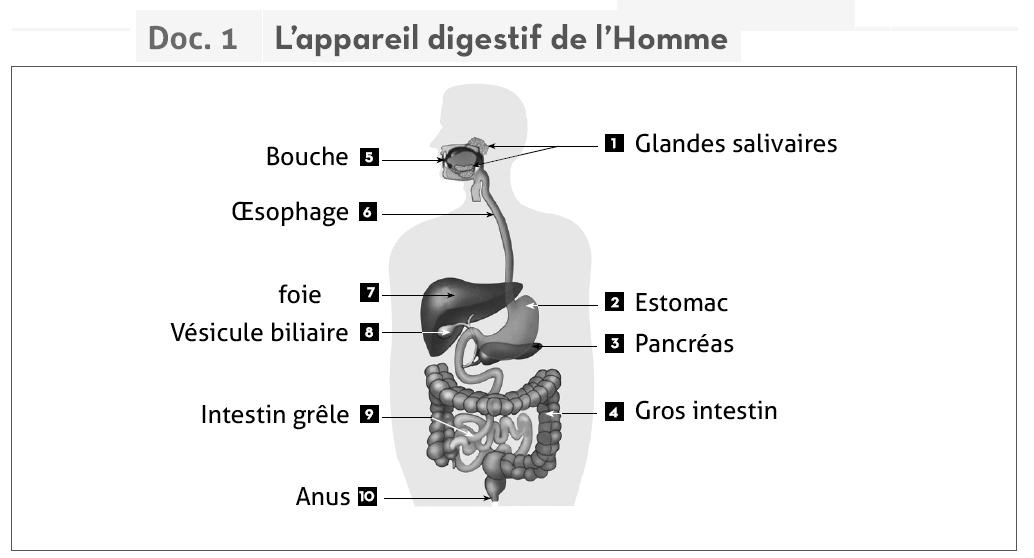 Doc. 1 L'appareil digestif de l'Homme
Bouche 5
1 Glandes salivaires
Œsophage 6
foie 7
2 Estomac
Vésicule biliaire 8
3 Pancréas
Intestin grêle 9
4 Gros intestin
Anus 10